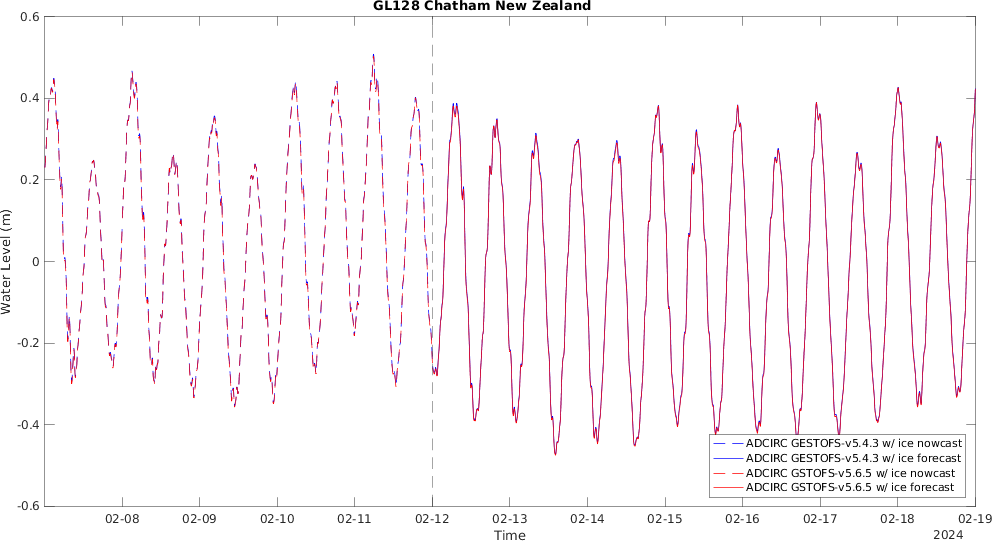 GL128 Chatham New Zealand
0.6
0.4
0.2
0
-0.2
-0.4
-0.6
Water Level (m)
ADCIRC GESTOFS-v5.4.3 w/ ice nowcast
ADCIRC GESTOFS-v5.4.3 w/ ice forecast
ADCIRC GSTOFS-v5.6.5 w/ ice nowcast
ADCIRC GSTOFS-v5.6.5 w/ ice forecast
02-08 02-09 02-10 02-11 02-12 02-13 02-14 02-15 02-16 02-17 02-18 02-19
Time
2024